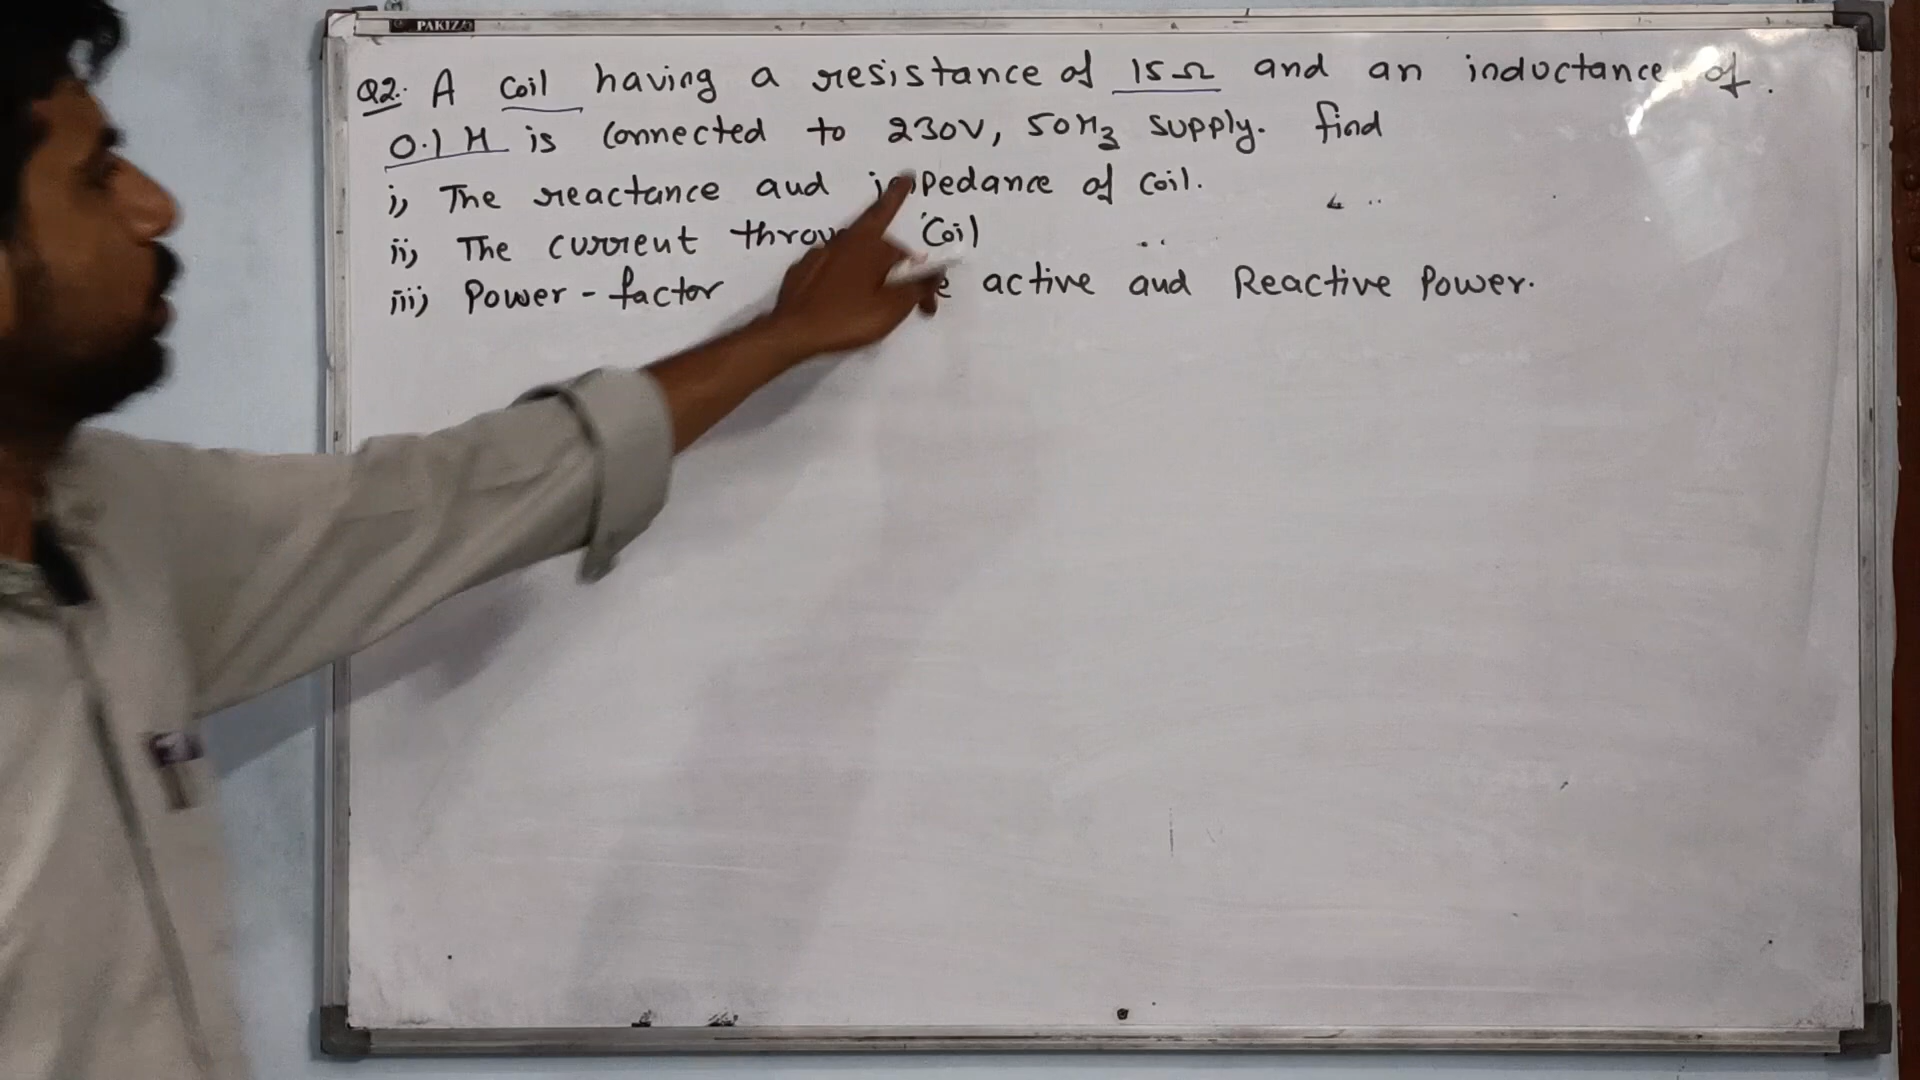 PAKIZA
Q2. A coil having a resistance of 15Ω and an inductance of.
0.1 H is connected to 230V, 50Hz supply. find
i) The reactance and impedance of coil.
ii) The current Coil
iii) Power-factor active and Reactive Power.